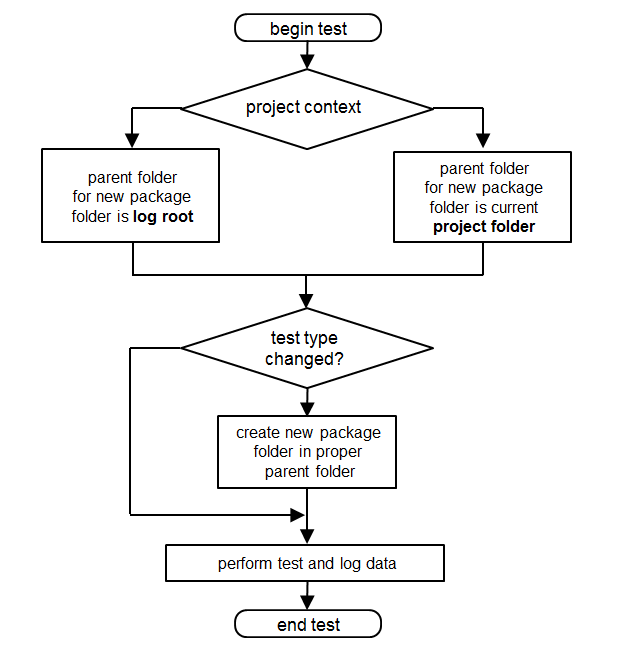 begin test
project context
parent folder
for new package
folder is log root
parent folder
for new package
folder is current
project folder
test type
changed?
create new package
folder in proper
parent folder
perform test and log data
end test